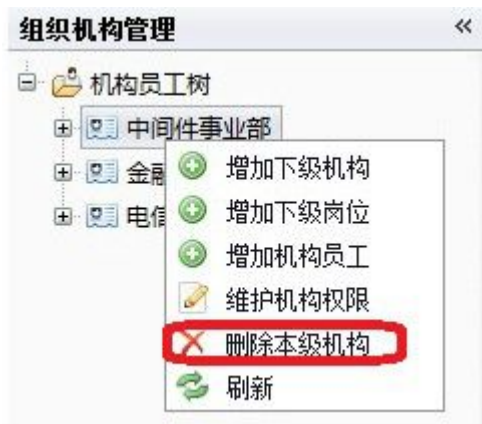 组织机构管理 «
机构员工树
中间件事业部
金融
增加下级机构
电信
增加下级岗位
增加机构员工
维护机构权限
删除本级机构
刷新